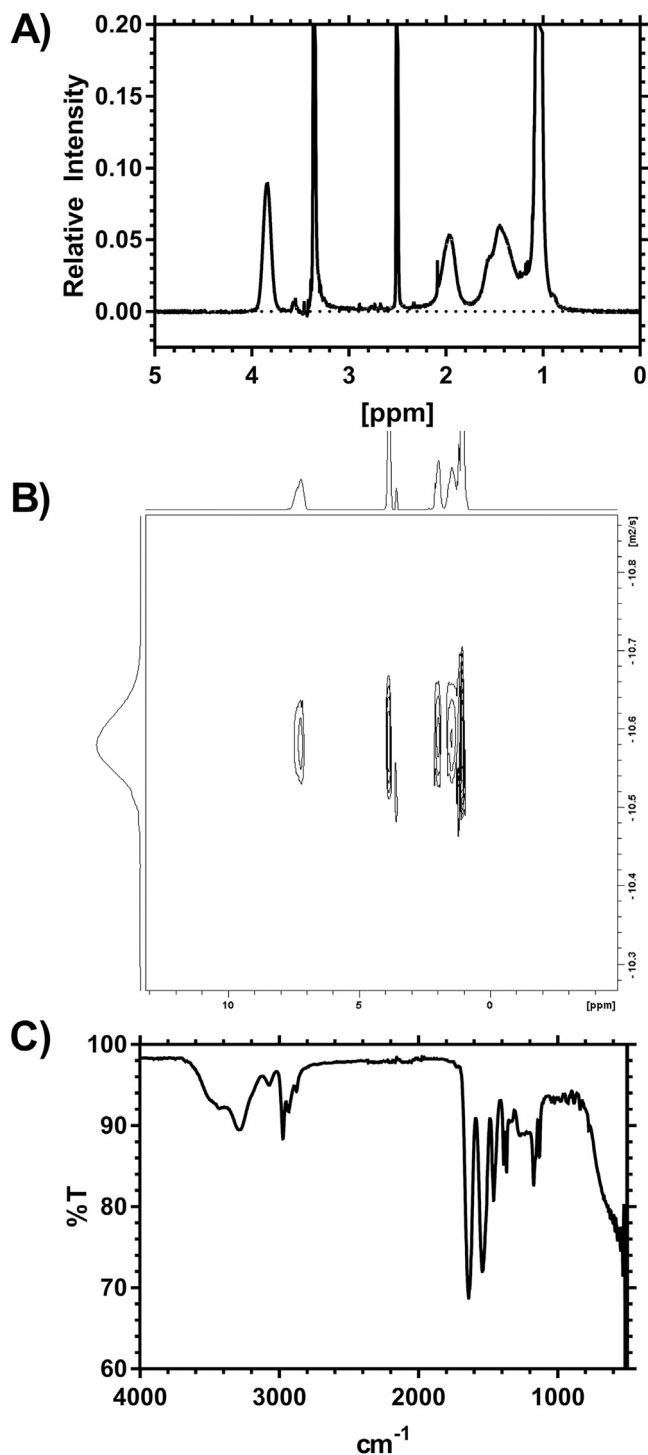 A)
0.20
0.15
0.10
0.05
0.00
Relative Intensity
5 4 3 2 1 0
[ppm]
B)
[m2/s]
- 10.8
- 10.7
- 10.6
- 10.5
- 10.4
- 10.3
10 5 0 [ppm]
C)
100
90
80
70
60
%T
4000 3000 2000 1000
cm-1